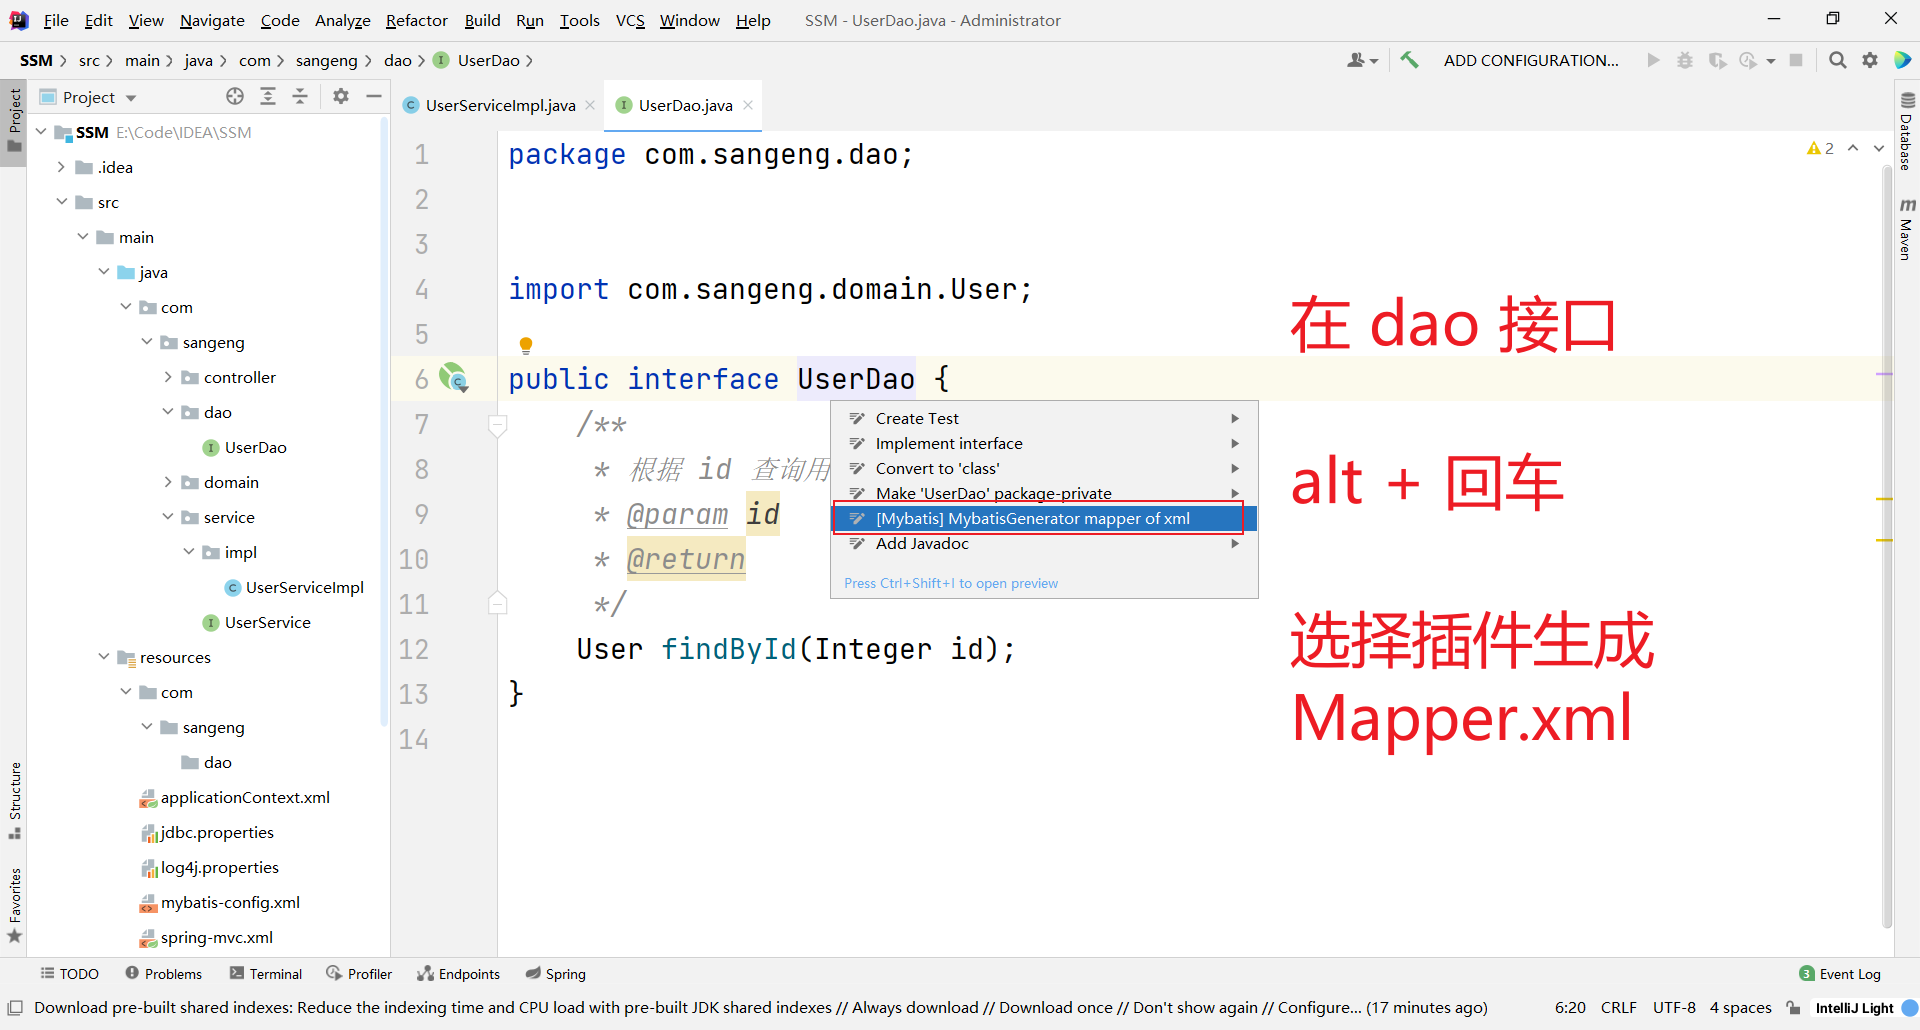 File Edit View Navigate Code Analyze Refactor Build Run Tools VCS Window Help SSM - UserDao.java - Administrator
SSM src main java com sangeng dao UserDao ADD CONFIGURATION...
Project
UserServiceImpl.java UserDao.java
SSM E:\Code\IDEA\SSM
.idea
src
main
java
com
sangeng
controller
dao
UserDao
domain
service
impl
UserServiceImpl
UserService
resources
com
sangeng
dao
applicationContext.xml
jdbc.properties
log4j.properties
mybatis-config.xml
spring-mvc.xml
Project
Structure
Favorites
1 package com.sangeng.dao;
2
3
4 import com.sangeng.domain.User;
5
6 public interface UserDao {
7 /**
8 * 根据 id 查询用
9 * @param id
10 * @return
11 */
12 User findById(Integer id);
13 }
14
2
Create Test
Implement interface
Convert to 'class'
Make 'UserDao' package-private
[Mybatis] MybatisGenerator mapper of xml
Add Javadoc
Press Ctrl+Shift+I to open preview
在 dao 接口
alt + 回车
选择插件生成
Mapper.xml
Database
m
Maven
TODO Problems Terminal Profiler Endpoints Spring 3 Event Log
Download pre-built shared indexes: Reduce the indexing time and CPU load with pre-built JDK shared indexes // Always download // Download once // Don't show again // Configure... (17 minutes ago) 6:20 CRLF UTF-8 4 spaces IntelliJ Light